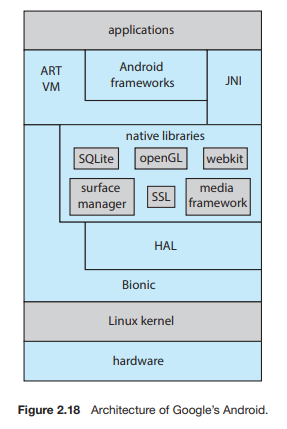 applications
ART
VM
Android
frameworks
JNI
native libraries
SQLite
openGL
webkit
surface
manager
SSL
media
framework
HAL
Bionic
Linux kernel
hardware
Figure 2.18 Architecture of Google's Android.